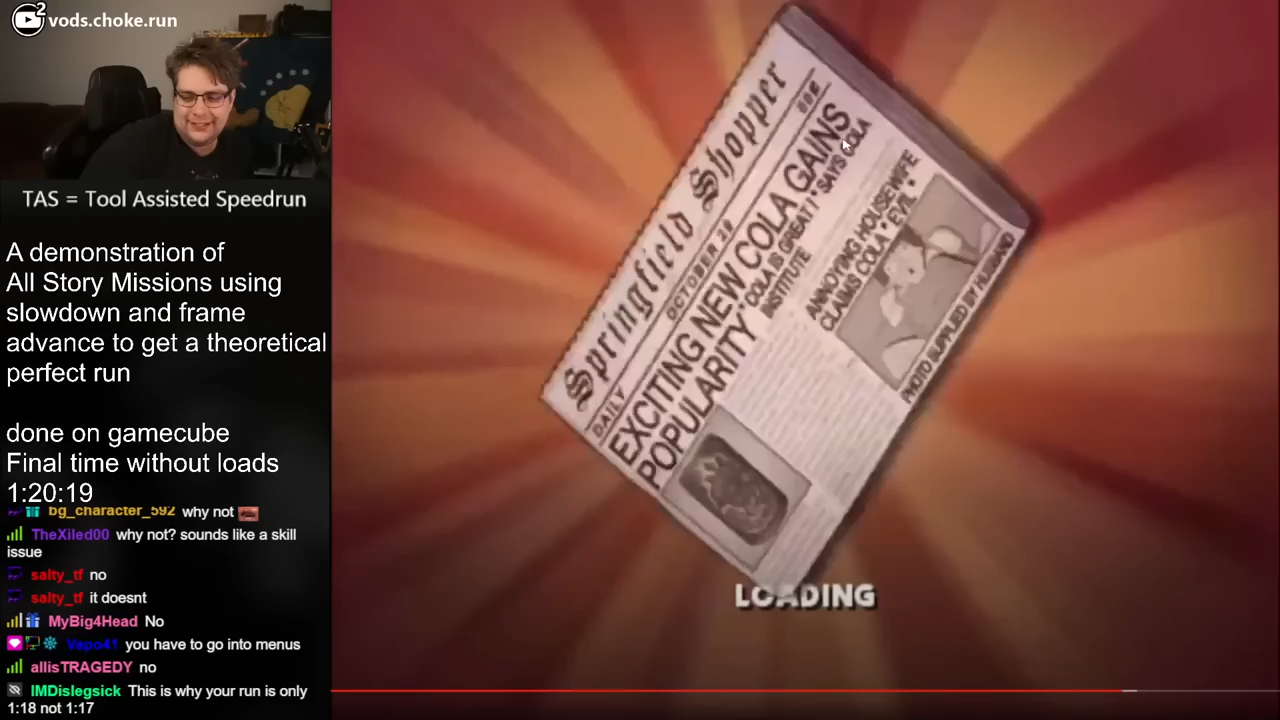 vods.choke.run
2
TAS = Tool Assisted Speedrun
A demonstration of
All Story Missions using
slowdown and frame
advance to get a theoretical
perfect run
done on gamecube
Final time without loads
1:20:19
bg_character_592 why not
TheXiled00 why not? sounds like a skill
issue
salty_tf no
salty_tf it doesnt
MyBig4Head No
Vapo41 you have to go into menus
allisTRAGEDY no
IMDislegsick This is why your run is only
1:18 not 1:17
Springfield Shopper
DAILY
OCTOBER
EXCITING NEW COLA GAINS
POPULARITY
"COLA IS GREAT!" SAYS COLA
INSTITUTE
ANNOYING HOUSEWIFE
CLAIMS COLA "EVIL"
PHOTO SUPPLIED BY HUSBAND
LOADING